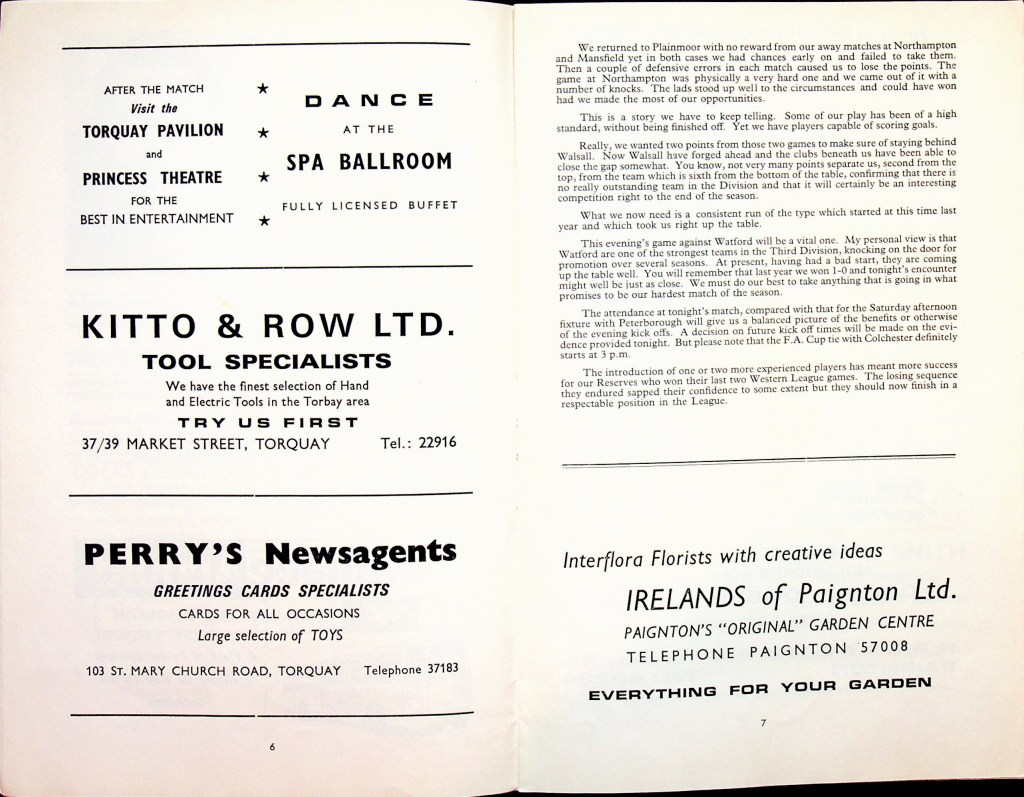 AFTER THE MATCH
Visit the
TORQUAY PAVILION
and
PRINCESS THEATRE
FOR THE
BEST IN ENTERTAINMENT
DANCE
AT THE
SPA BALLROOM
FULLY LICENSED BUFFET
KITTO & ROW LTD.
TOOL SPECIALISTS
We have the finest selection of Hand
and Electric Tools in the Torbay area
TRY US FIRST
37/39 MARKET STREET, TORQUAY Tel.: 22916
PERRY'S Newsagents
GREETINGS CARDS SPECIALISTS
CARDS FOR ALL OCCASIONS
Large selection of TOYS
103 ST. MARY CHURCH ROAD, TORQUAY Telephone 37183
6
We returned to Plainmoor with no reward from our away matches at Northampton
and Mansfield yet in both cases we had chances early on and failed to take them.
Then a couple of defensive errors in each match caused us to lose the points. The
game at Northampton was physically a very hard one and we came out of it with a
number of knocks. The lads stood up well to the circumstances and could have won
had we made the most of our opportunities.
This is a story we have to keep telling. Some of our play has been of a high
standard, without being finished off. Yet we have players capable of scoring goals.
Really, we wanted two points from those two games to make sure of staying behind
Walsall. Now Walsall have forged ahead and the clubs beneath us have been able to
close the gap somewhat. You know, not very many points separate us, second from the
top, from the team which is sixth from the bottom of the table, confirming that there is
no really outstanding team in the Division and that it will certainly be an interesting
competition right to the end of the season.
What we now need is a consistent run of the type which started at this time last
year and which took us right up the table.
This evening's game against Watford will be a vital one. My personal view is that
Watford are one of the strongest teams in the Third Division, knocking on the door for
promotion over several seasons. At present, having had a bad start, they are coming
up the table well. You will remember that last year we won 1-0 and tonight's encounter
might well be just as close. We must do our best to take anything that is going in what
promises to be our hardest match of the season.
The attendance at tonight's match, compared with that for the Saturday afternoon
fixture with Peterborough will give us a balanced picture of the benefits or otherwise
of the evening kick offs. A decision on future kick off times will be made on the evi-
dence provided tonight. But please note that the F.A. Cup tie with Colchester definitely
starts at 3 p.m.
The introduction of one or two more experienced players has meant more success
for our Reserves who won their last two Western League games. The losing sequence
they endured sapped their confidence to some extent but they should now finish in a
respectable position in the League.
Interflora Florists with creative ideas
IRELANDS of Paignton Ltd.
PAIGNTON'S "ORIGINAL" GARDEN CENTRE
TELEPHONE PAIGNTON 57008
EVERYTHING FOR YOUR GARDEN
7